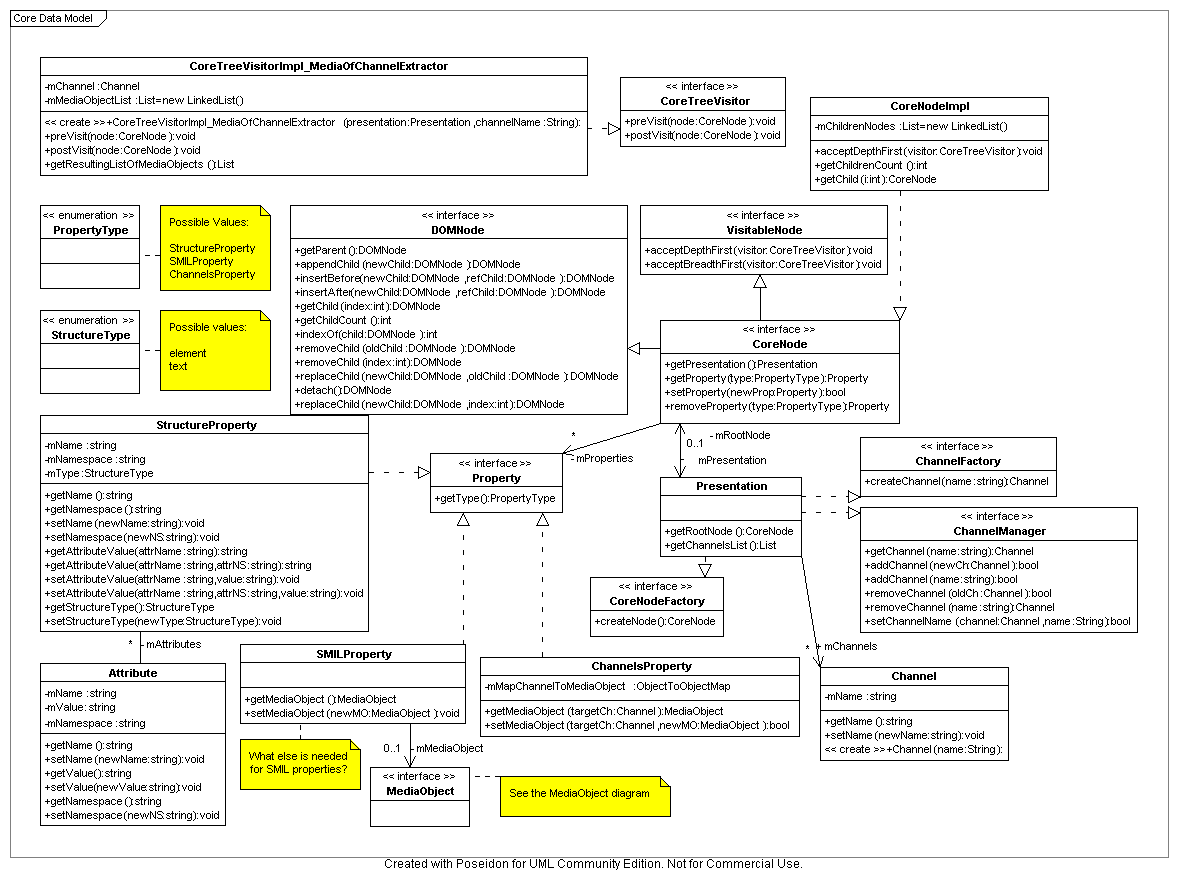 Core Data Model
CoreTreeVisitorImpl_MediaOfChannelExtractor
-mChannel :Channel
-mMediaObjectList :List=new LinkedList()
<< create >>+CoreTreeVisitorImpl_MediaOfChannelExtractor (presentation:Presentation ,channelName :String):
+preVisit(node:CoreNode ):void
+postVisit(node:CoreNode ): void
+getResultingListOfMediaObjects ():List
<< interface >>
CoreTreeVisitor
+preVisit(node:CoreNode ):void
+postVisit(node:CoreNode ): void
CoreNodeImpl
-mChildrenNodes :List=new LinkedList()
+acceptDepthFirst(visitor:CoreTreeVisitor):void
+getChildrenCount ():int
+getChild (i:int):CoreNode
<< enumeration >>
PropertyType
Possible Values:
StructureProperty
SMILProperty
ChannelsProperty
<< interface >>
DOMNode
+getParent ():DOMNode
+appendChild (newChild:DOMNode ):DOMNode
+insertBefore(newChild:DOMNode ,refChild:DOMNode ):DOMNode
+insertAfter(newChild:DOMNode ,refChild:DOMNode ):DOMNode
+getChild (index:int):DOMNode
+getChildCount ():int
+indexOf(child:DOMNode ):int
+removeChild (oldChild :DOMNode ):DOMNode
+removeChild (index:int):DOMNode
+replaceChild (newChild:DOMNode ,oldChild :DOMNode ):DOMNode
+detach():DOMNode
+replaceChild (newChild:DOMNode ,index:int):DOMNode
<< interface >>
VisitableNode
+acceptDepthFirst(visitor:CoreTreeVisitor):void
+acceptBreadthFirst(visitor:CoreTreeVisitor):void
<< enumeration >>
StructureType
Possible values:
element
text
<< interface >>
CoreNode
+getPresentation ():Presentation
+getProperty(type:PropertyType):Property
+setProperty(newProp:Property):bool
+removeProperty(type:PropertyType):Property
StructureProperty
-mName :string
-mNamespace :string
-mType :StructureType
+getName ():string
+getNamespace ():string
+setName (newName:string):void
+setNamespace(newNS:string):void
+getAttributeValue(attrName :string):string
+getAttributeValue(attrName :string,attrNS:string):string
+setAttributeValue(attrName :string,value:string):void
+setAttributeValue(attrName :string,attrNS:string,value:string):void
+getStructureType():StructureType
+setStructureType(newType:StructureType):void
*
-mProperties
0..1
-mRootNode
-
mPresentation
<< interface >>
Property
+getType():PropertyType
Presentation
+getRootNode ():CoreNode
+getChannelsList ():List
<< interface >>
ChannelFactory
+createChannel(name :string):Channel
<< interface >>
ChannelManager
+getChannel (name:string):Channel
+addChannel (newCh:Channel ):bool
+addChannel (name:string):bool
+removeChannel (oldCh :Channel ):bool
+removeChannel (name :string):Channel
+setChannelName (channel:Channel ,name :String):bool
<< interface >>
CoreNodeFactory
+createNode():CoreNode
*
-mAttributes
Attribute
-mName :string
-mValue :string
-mNamespace :string
+getName ():string
+setName (newName:string):void
+getValue():string
+setValue(newValue:string):void
+getNamespace ():string
+setNamespace(newNS:string):void
SMILProperty
+getMediaObject ():MediaObject
+setMediaObject (newMO:MediaObject ):void
What else is needed
for SMIL properties?
0..1
-mMediaObject
<< interface >>
MediaObject
See the MediaObject diagram
ChannelsProperty
-mMapChannelToMediaObject :ObjectToObjectMap
+getMediaObject (targetCh:Channel ):MediaObject
+setMediaObject (targetCh:Channel ,newMO:MediaObject ):bool
*
+ mChannels
Channel
-mName :string
+getName ():string
+setName (newName:string):void
<< create >>+Channel (name:String):
Created with Poseidon for UML Community Edition. Not for Commercial Use.